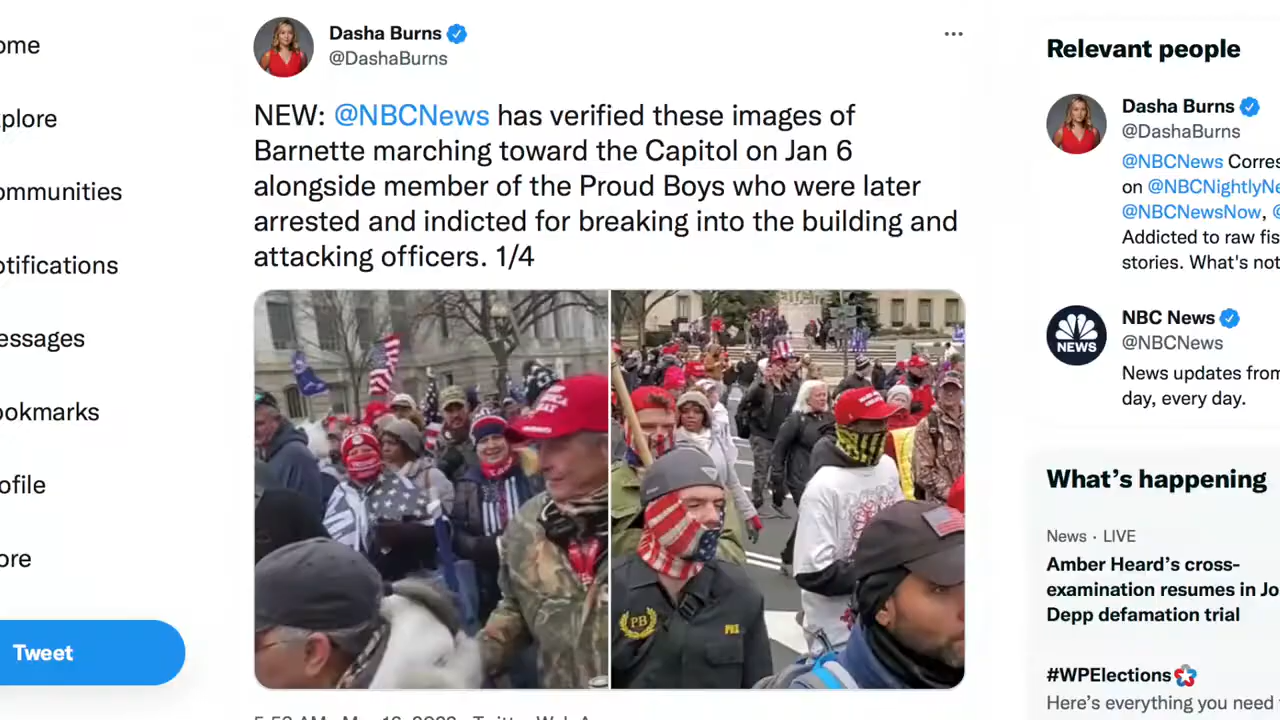 ome
plore
ommunities
otifications
essages
ookmarks
ofile
ore
Tweet
Dasha Burns
@DashaBurns
NEW: @NBCNews has verified these images of
Barnette marching toward the Capitol on Jan 6
alongside member of the Proud Boys who were later
arrested and indicted for breaking into the building and
attacking officers. 1/4
PB
Relevant people
Dasha Burns
@DashaBurns
@NBCNews Corres
on @NBCNightlyNe
@NBCNewsNow, @
Addicted to raw fis
stories. What's not
NEWS
NBC News
@NBCNews
News updates from
day, every day.
What's happening
News · LIVE
Amber Heard's cross-
examination resumes in Jo
Depp defamation trial
#WPElections
Here's everything you need